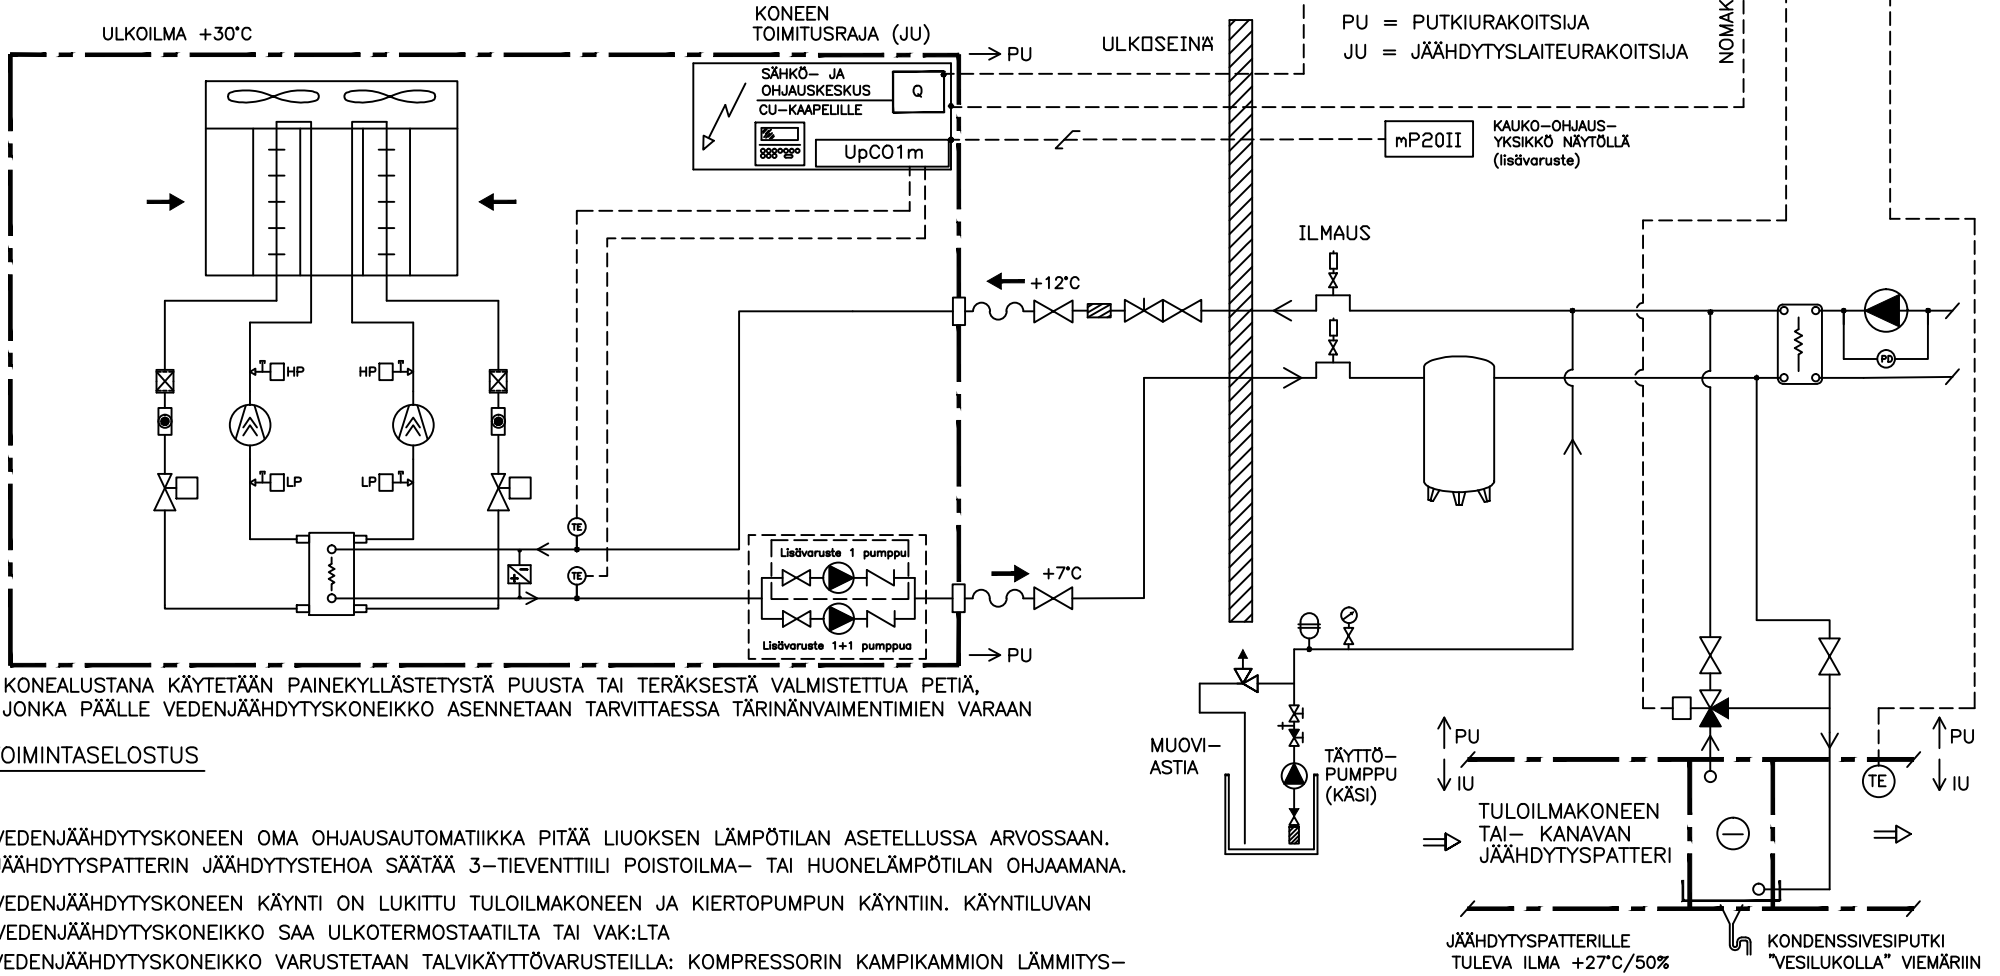 ULKOILMA +30°C
KONEEN
TOIMITUSRAJA (JU)
PU
ULKOSEINÄ
PU = PUTKIURAKOITSIJA
JU = JÄÄHDYTYSLAITEURAKOITSIJA
NOMAK
SÄHKÖ- JA
OHJAUSKESKUS
CU-KAAPELILLE
Q
UpCO1m
mP20II
KAUKO-OHJAUS-
YKSIKKÖ NÄYTÖLLÄ
(lisävaruste)
ILMAUS
+12°C
HP
HP
PD
LP
LP
TE
TE
Lisävaruste 1 pumppu
Lisävaruste 1+1 pumppua
+7°C
PU
KONEALUSTANA KÄYTETÄÄN PAINEKYLLÄSTETYSTÄ PUUSTA TAI TERÄKSESTÄ VALMISTETTUA PETIÄ,
JONKA PÄÄLLE VEDENJÄÄHDYTYSKONEIKKO ASENNETAAN TARVITTAESSA TÄRINÄNVAIMENTIMIEN VARAAN
OIMINTASELOSTUS
MUOVI-
ASTIA
TÄYTTÖ-
PUMPPU
(KÄSI)
PU
IU
TE
PU
IU
TULOILMAKONEEN
TAI- KANAVAN
JÄÄHDYTYSPATTERI
VEDENJÄÄHDYTYSKONEEN OMA OHJAUSAUTOMATIIKKA PITÄÄ LIUOKSEN LÄMPÖTILAN ASETELLUSSA ARVOSSAAN.
JÄÄHDYTYSPATTERIN JÄÄHDYTYSTEHOA SÄÄTÄÄ 3-TIEVENTTIILI POISTOILMA- TAI HUONELÄMPÖTILAN OHJAAMANA.
VEDENJÄÄHDYTYSKONEEN KÄYNTI ON LUKITTU TULOILMAKONEEN JA KIERTOPUMPUN KÄYNTIIN. KÄYNTILUVAN
VEDENJÄÄHDYTYSKONEIKKO SAA ULKOTERMOSTAATILTA TAI VAK:LTA
VEDENJÄÄHDYTYSKONEIKKO VARUSTETAAN TALVIKÄYTTÖVARUSTEILLA: KOMPRESSORIN KAMPIKAMMION LÄMMITYS-
JÄÄHDYTYSPATTERILLE
TULEVA ILMA +27°C/50%
KONDENSSIVESIPUTKI
"VESILUKOLLA" VIEMÄRIIN